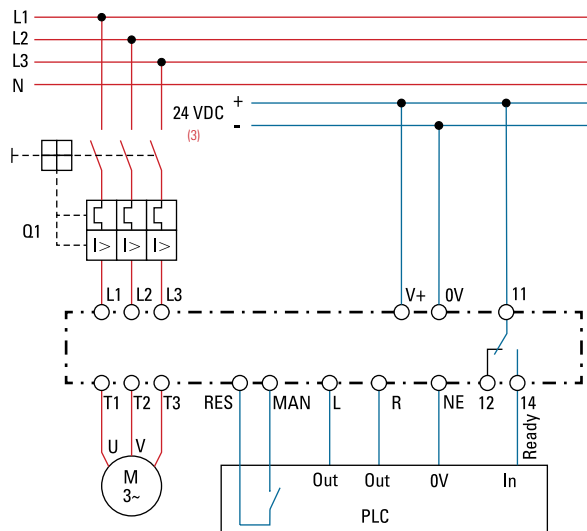 L1
L2
L3
N
24 VDC
+
-
(3)
Q1
I> I> I>
L1 L2 L3 V+ 0V 11
T1 T2 T3 RES MAN L R NE 12 14
Ready
U V
M
3~
Out Out 0V In
PLC